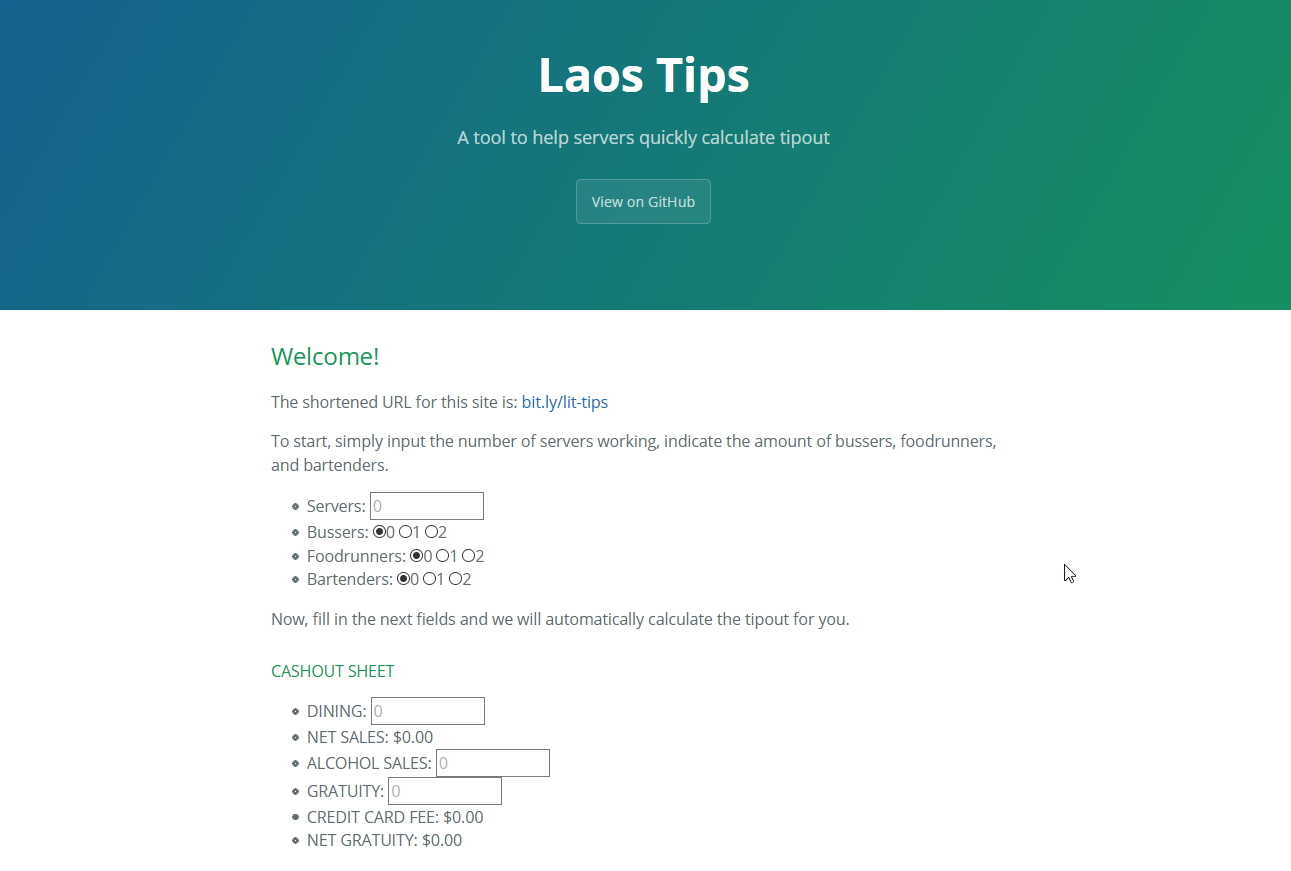 Laos Tips
A tool to help servers quickly calculate tipout
View on GitHub
Welcome!
The shortened URL for this site is: bit.ly/lit-tips
To start, simply input the number of servers working, indicate the amount of bussers, foodrunners,
and bartenders.
Servers: 0
Bussers: 0 1 2
Foodrunners: 0 1 2
Bartenders: 0 1 2
Now, fill in the next fields and we will automatically calculate the tipout for you.
CASHOUT SHEET
DINING: 0
NET SALES: $0.00
ALCOHOL SALES: 0
GRATUITY: 0
CREDIT CARD FEE: $0.00
NET GRATUITY: $0.00